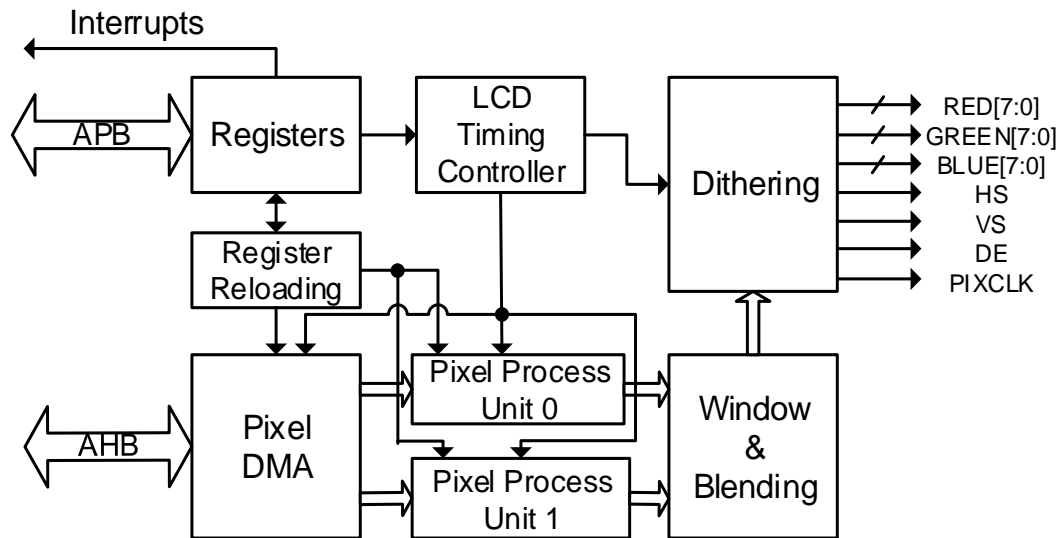 Interrupts
APB
Registers
LCD
Timing
Controller
Dithering
RED[7:0]
GREEN[7:0]
BLUE[7:0]
HS
VS
DE
PIXCLK
Register
Reloading
AHB
Pixel
DMA
Pixel Process
Unit 0
Pixel Process
Unit 1
Window
&
Blending